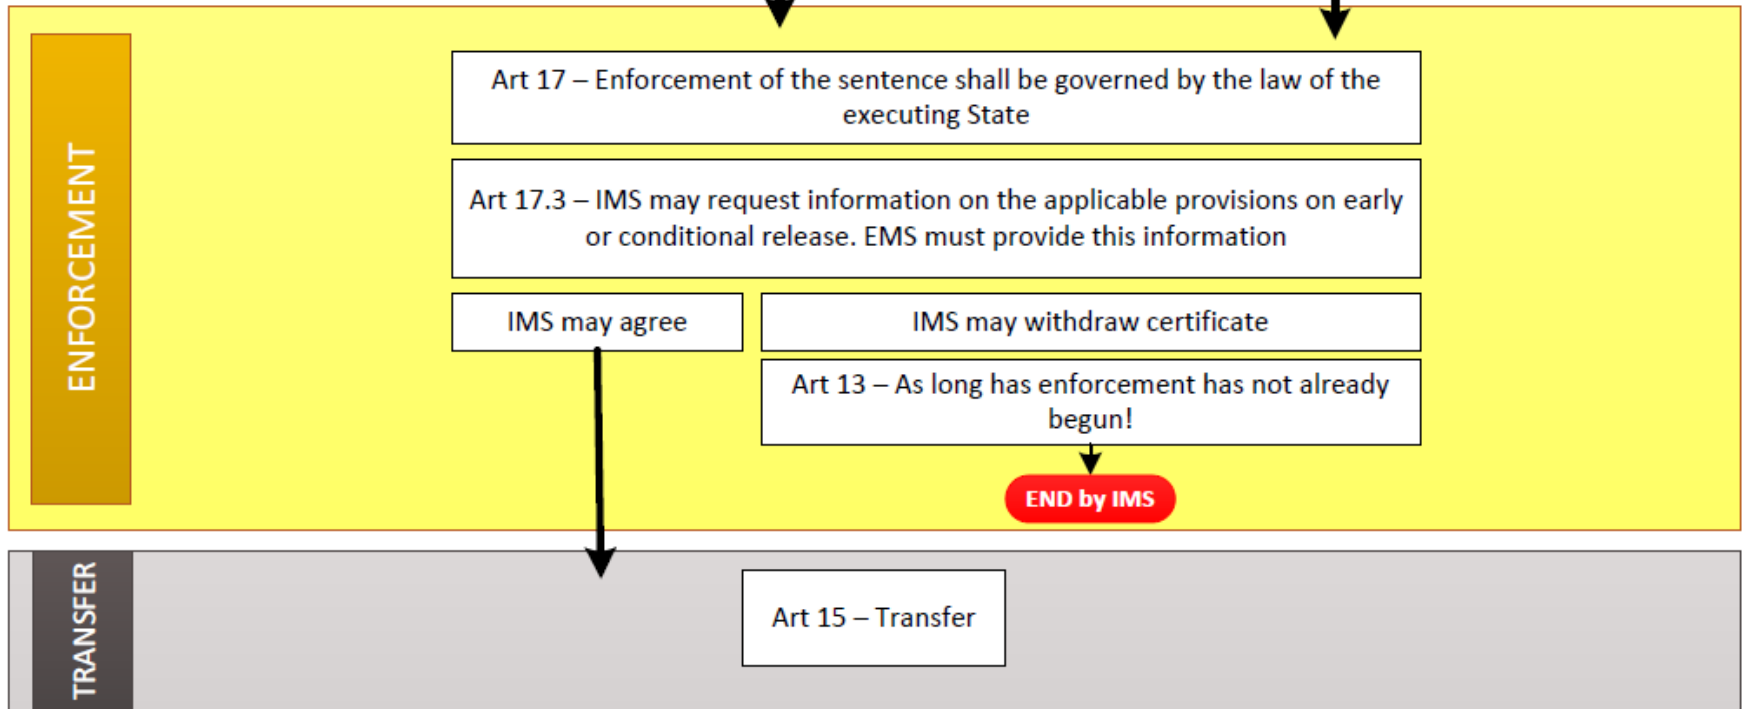 ENFORCEMENT
Art 17 – Enforcement of the sentence shall be governed by the law of the
executing State
Art 17.3 – IMS may request information on the applicable provisions on early
or conditional release. EMS must provide this information
IMS may agree
IMS may withdraw certificate
Art 13 – As long has enforcement has not already
begun!
END by IMS
TRANSFER
Art 15 – Transfer